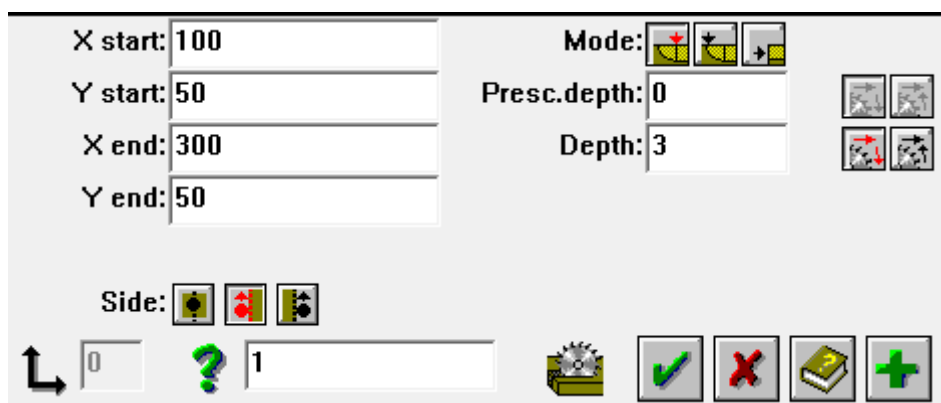 X start: 100 Mode:
Y start: 50 Presc.depth: 0
X end: 300 Depth: 3
Y end: 50
Side:
0 1